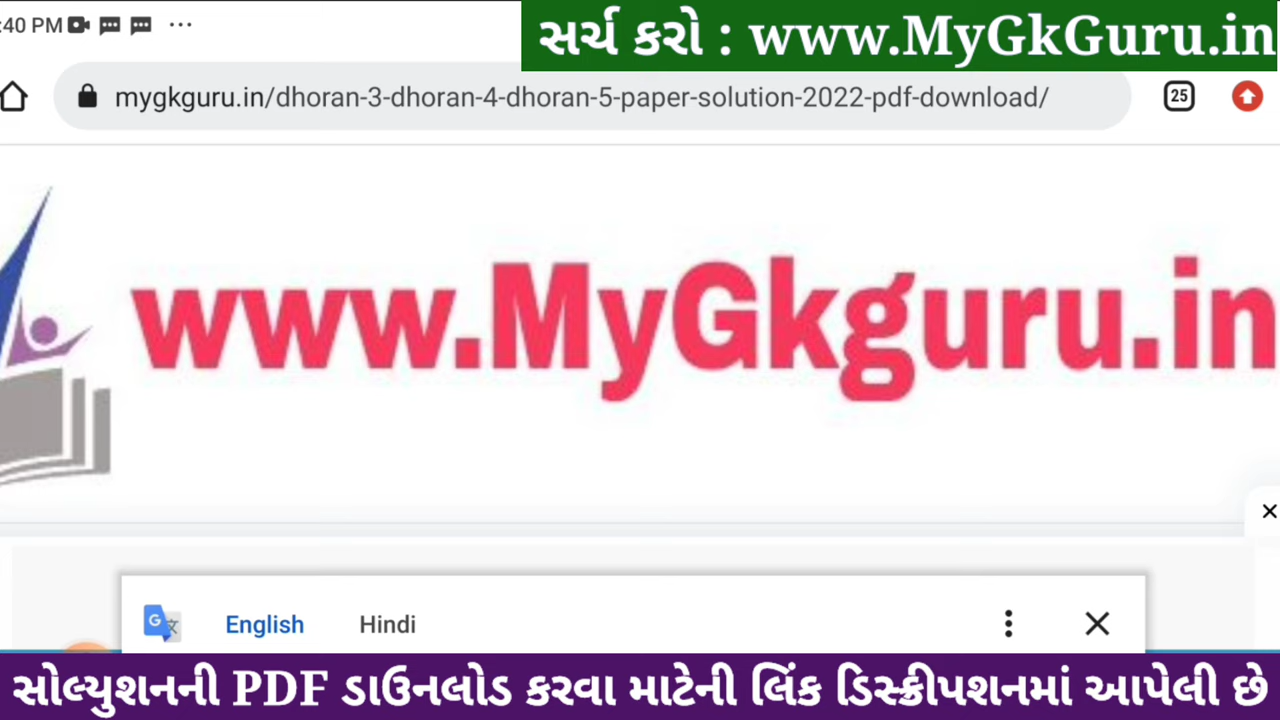 :40 PM
સર્ચ કરો : www.MyGkGuru.in
mygkguru.in/dhoran-3-dhoran-4-dhoran-5-paper-solution-2022-pdf-download/
25
www.MyGkguru.in
English Hindi
સોલ્યુશનની PDF ડાઉનલોડ કરવા માટેની લિંક ડિસ્ક્રીપશનમાં આપેલી છે